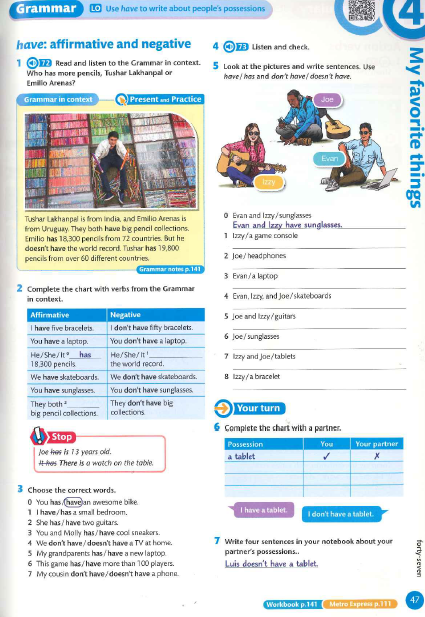 Grammar
LO Use have to write about people's possessions
4
My favorite things
have: affirmative and negative
1 72 Read and listen to the Grammar in context.
Who has more pencils, Tushar Lakhanpal or
Emilio Arenas?
Grammar in context
Present and Practice
Tushar Lakhanpal is from India, and Emilio Arenas is
from Uruguay. They both have big pencil collections.
Emilio has 18,300 pencils from 72 countries. But he
doesn't have the world record. Tushar has 19,800
pencils from over 60 different countries.
Grammar notes p.141
2 Complete the chart with verbs from the Grammar
in context.
Affirmative Negative
I have five bracelets. I don't have fifty bracelets.
You have a laptop. You don't have a laptop.
He/She/It 0 has He/She/It 1
18,300 pencils. the world record.
We have skateboards. We don't have skateboards.
You have sunglasses. You don't have sunglasses.
They both 2 They don't have big
big pencil collections. collections.
Stop
Joe has is 13 years old.
It has There is a watch on the table.
3 Choose the correct words.
0 You has/have an awesome bike.
1 I have/has a small bedroom.
2 She has/have two guitars.
3 You and Molly has/have cool sneakers.
4 We don't have/doesn't have a TV at home.
5 My grandparents has/have a new laptop.
6 This game has/have more than 100 players.
7 My cousin don't have/doesn't have a phone.
4 73 Listen and check.
5 Look at the pictures and write sentences. Use
have/has and don't have/doesn't have.
Joe
Evan
Izzy
0 Evan and Izzy/sunglasses
Evan and Izzy have sunglasses.
1 Izzy/a game console
2 Joe/headphones
3 Evan/a laptop
4 Evan, Izzy, and Joe/skateboards
5 Joe and Izzy/guitars
6 Joe/sunglasses
7 Izzy and Joe/tablets
8 Izzy/a bracelet
Your turn
6 Complete the chart with a partner.
Possession You Your partner
a tablet ✓ ✗
I have a tablet.
I don't have a tablet.
7 Write four sentences in your notebook about your
partner's possessions..
Luis doesn't have a tablet.
forty-seven
Workbook p.141 Metro Express p.111
47